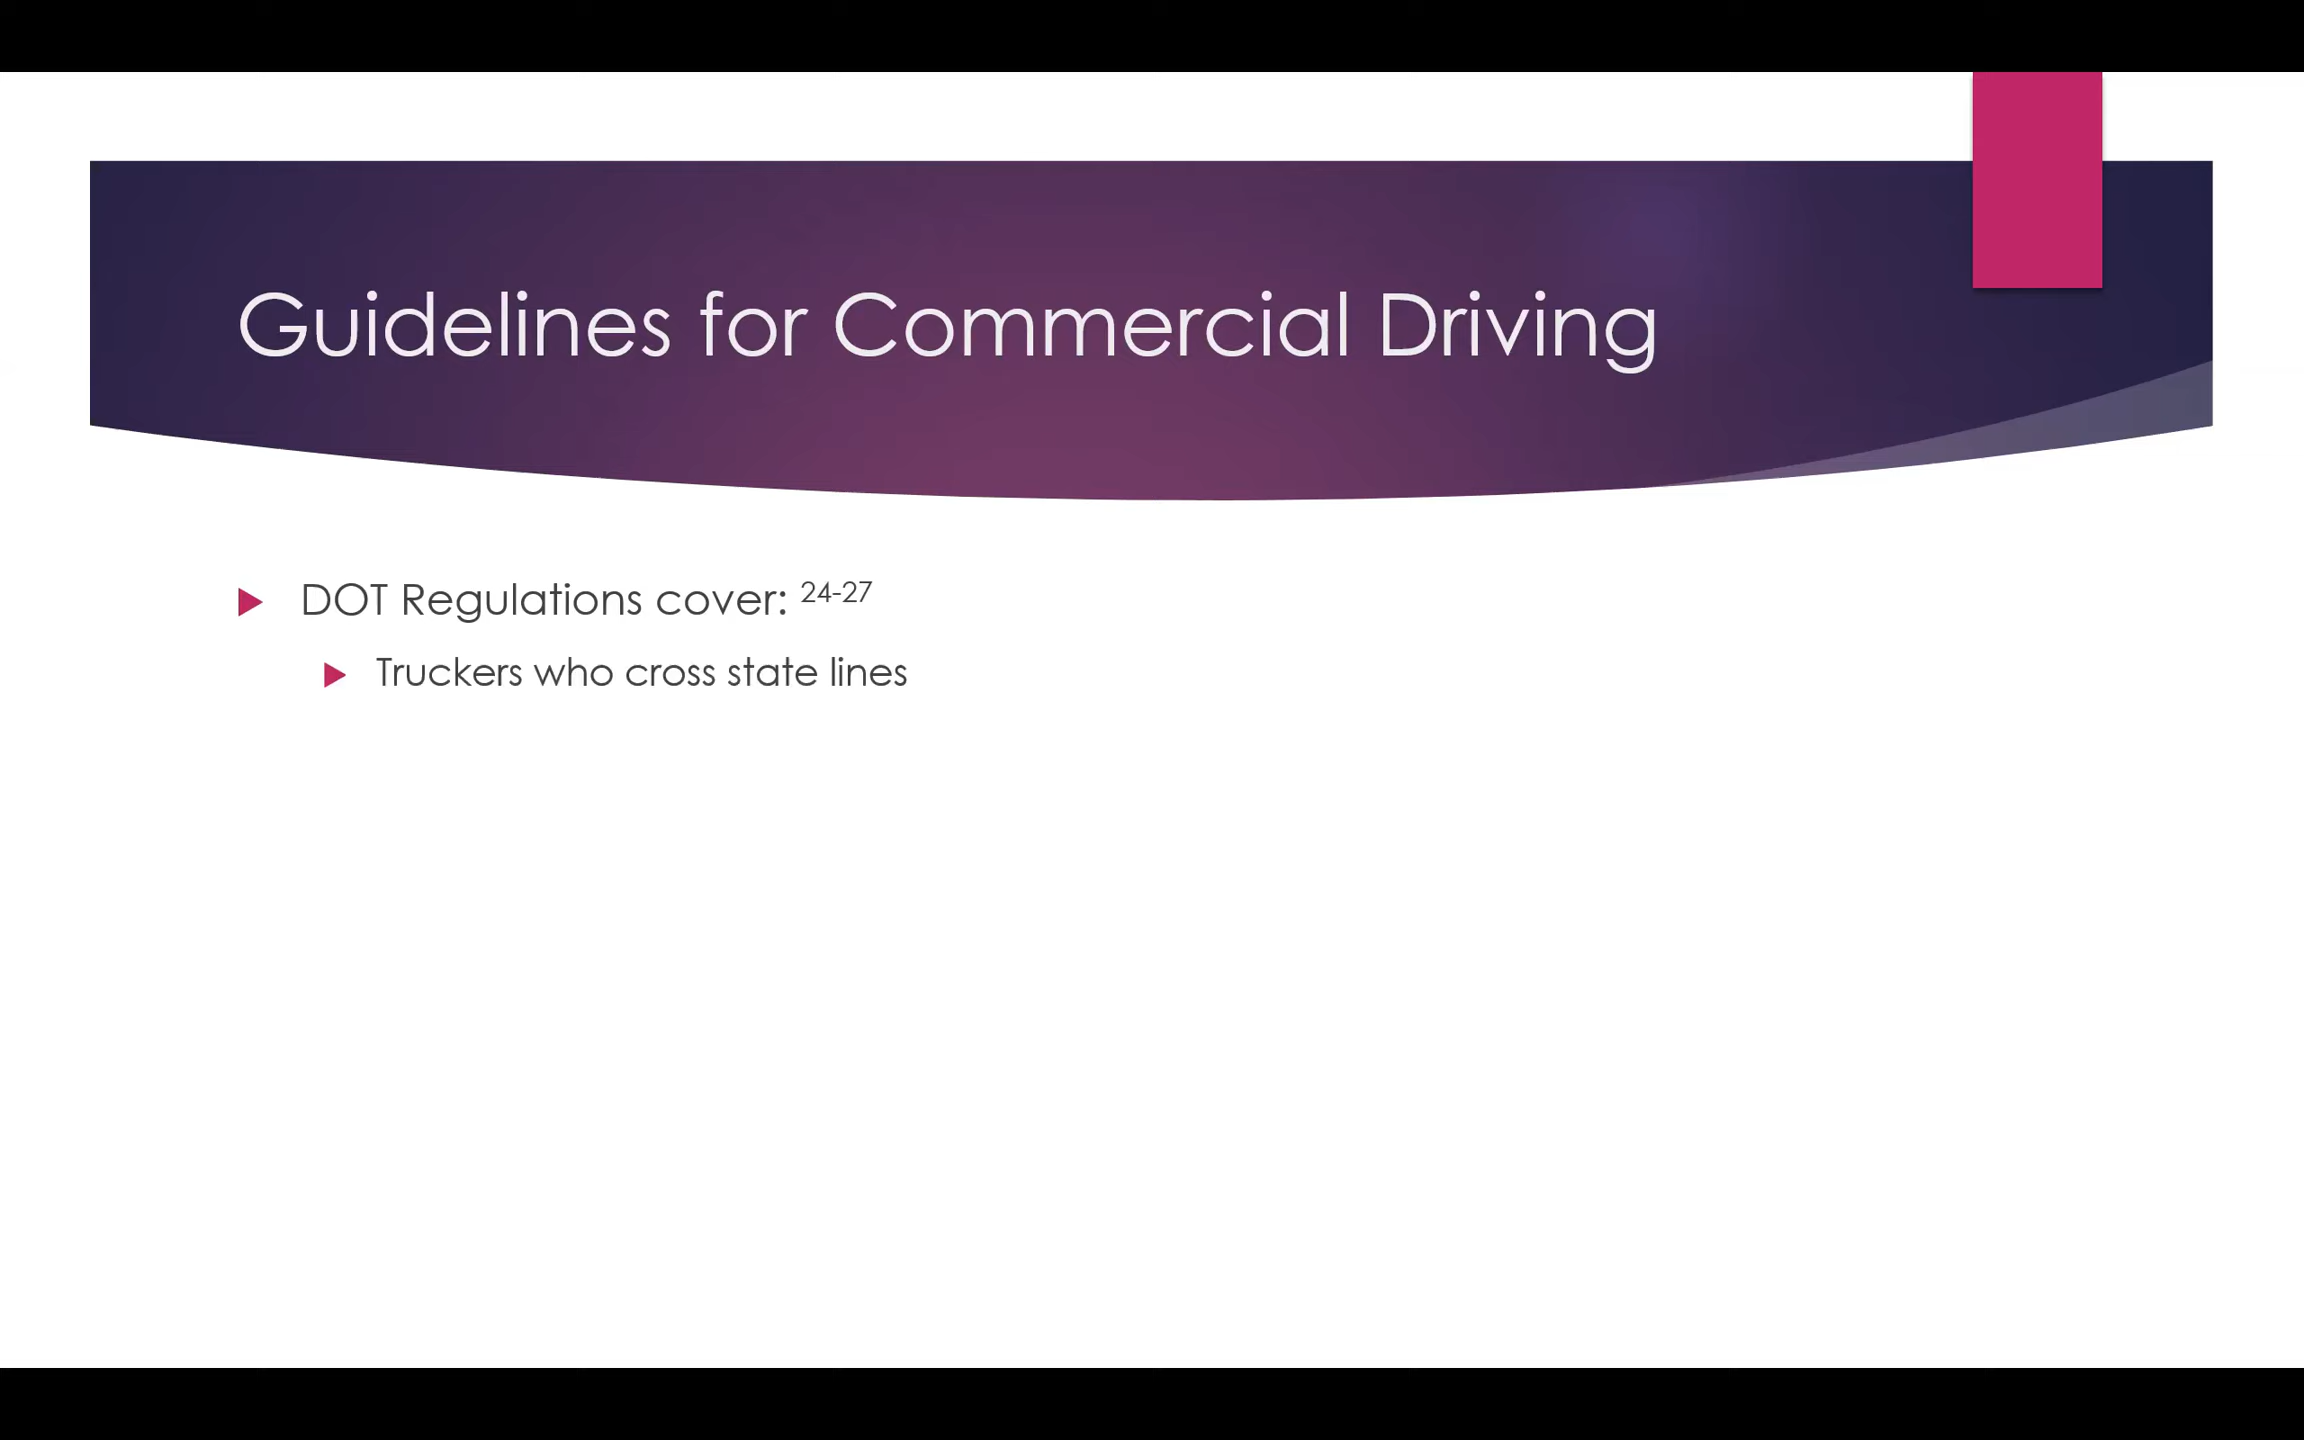 Guidelines for Commercial Driving
DOT Regulations cover: 24-27
Truckers who cross state lines